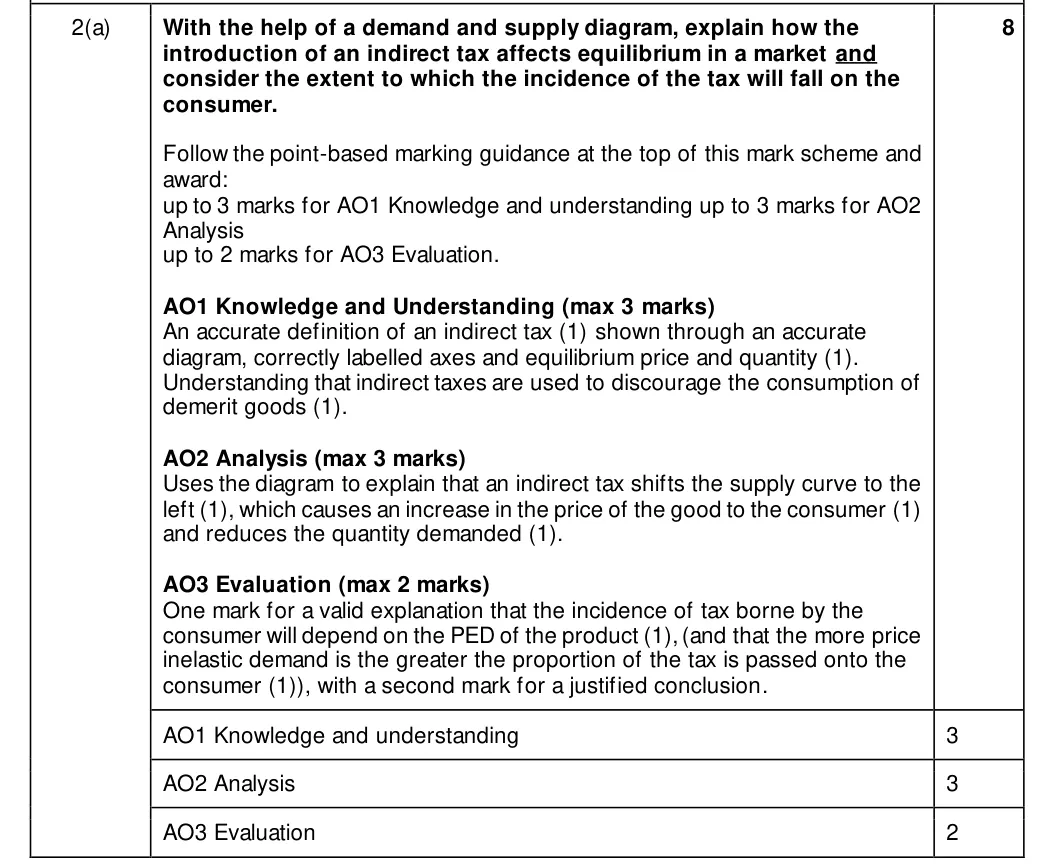 2(a)
With the help of a demand and supply diagram, explain how the
introduction of an indirect tax affects equilibrium in a market and
consider the extent to which the incidence of the tax will fall on the
consumer.
8
Follow the point-based marking guidance at the top of this mark scheme and
award:
up to 3 marks for AO1 Knowledge and understanding up to 3 marks for AO2
Analysis
up to 2 marks for AO3 Evaluation.
AO1 Knowledge and Understanding (max 3 marks)
An accurate definition of an indirect tax (1) shown through an accurate
diagram, correctly labelled axes and equilibrium price and quantity (1).
Understanding that indirect taxes are used to discourage the consumption of
demerit goods (1).
AO2 Analysis (max 3 marks)
Uses the diagram to explain that an indirect tax shifts the supply curve to the
left (1), which causes an increase in the price of the good to the consumer (1)
and reduces the quantity demanded (1).
AO3 Evaluation (max 2 marks)
One mark for a valid explanation that the incidence of tax borne by the
consumer will depend on the PED of the product (1), (and that the more price
inelastic demand is the greater the proportion of the tax is passed onto the
consumer (1)), with a second mark for a justified conclusion.
AO1 Knowledge and understanding 3
AO2 Analysis 3
AO3 Evaluation 2